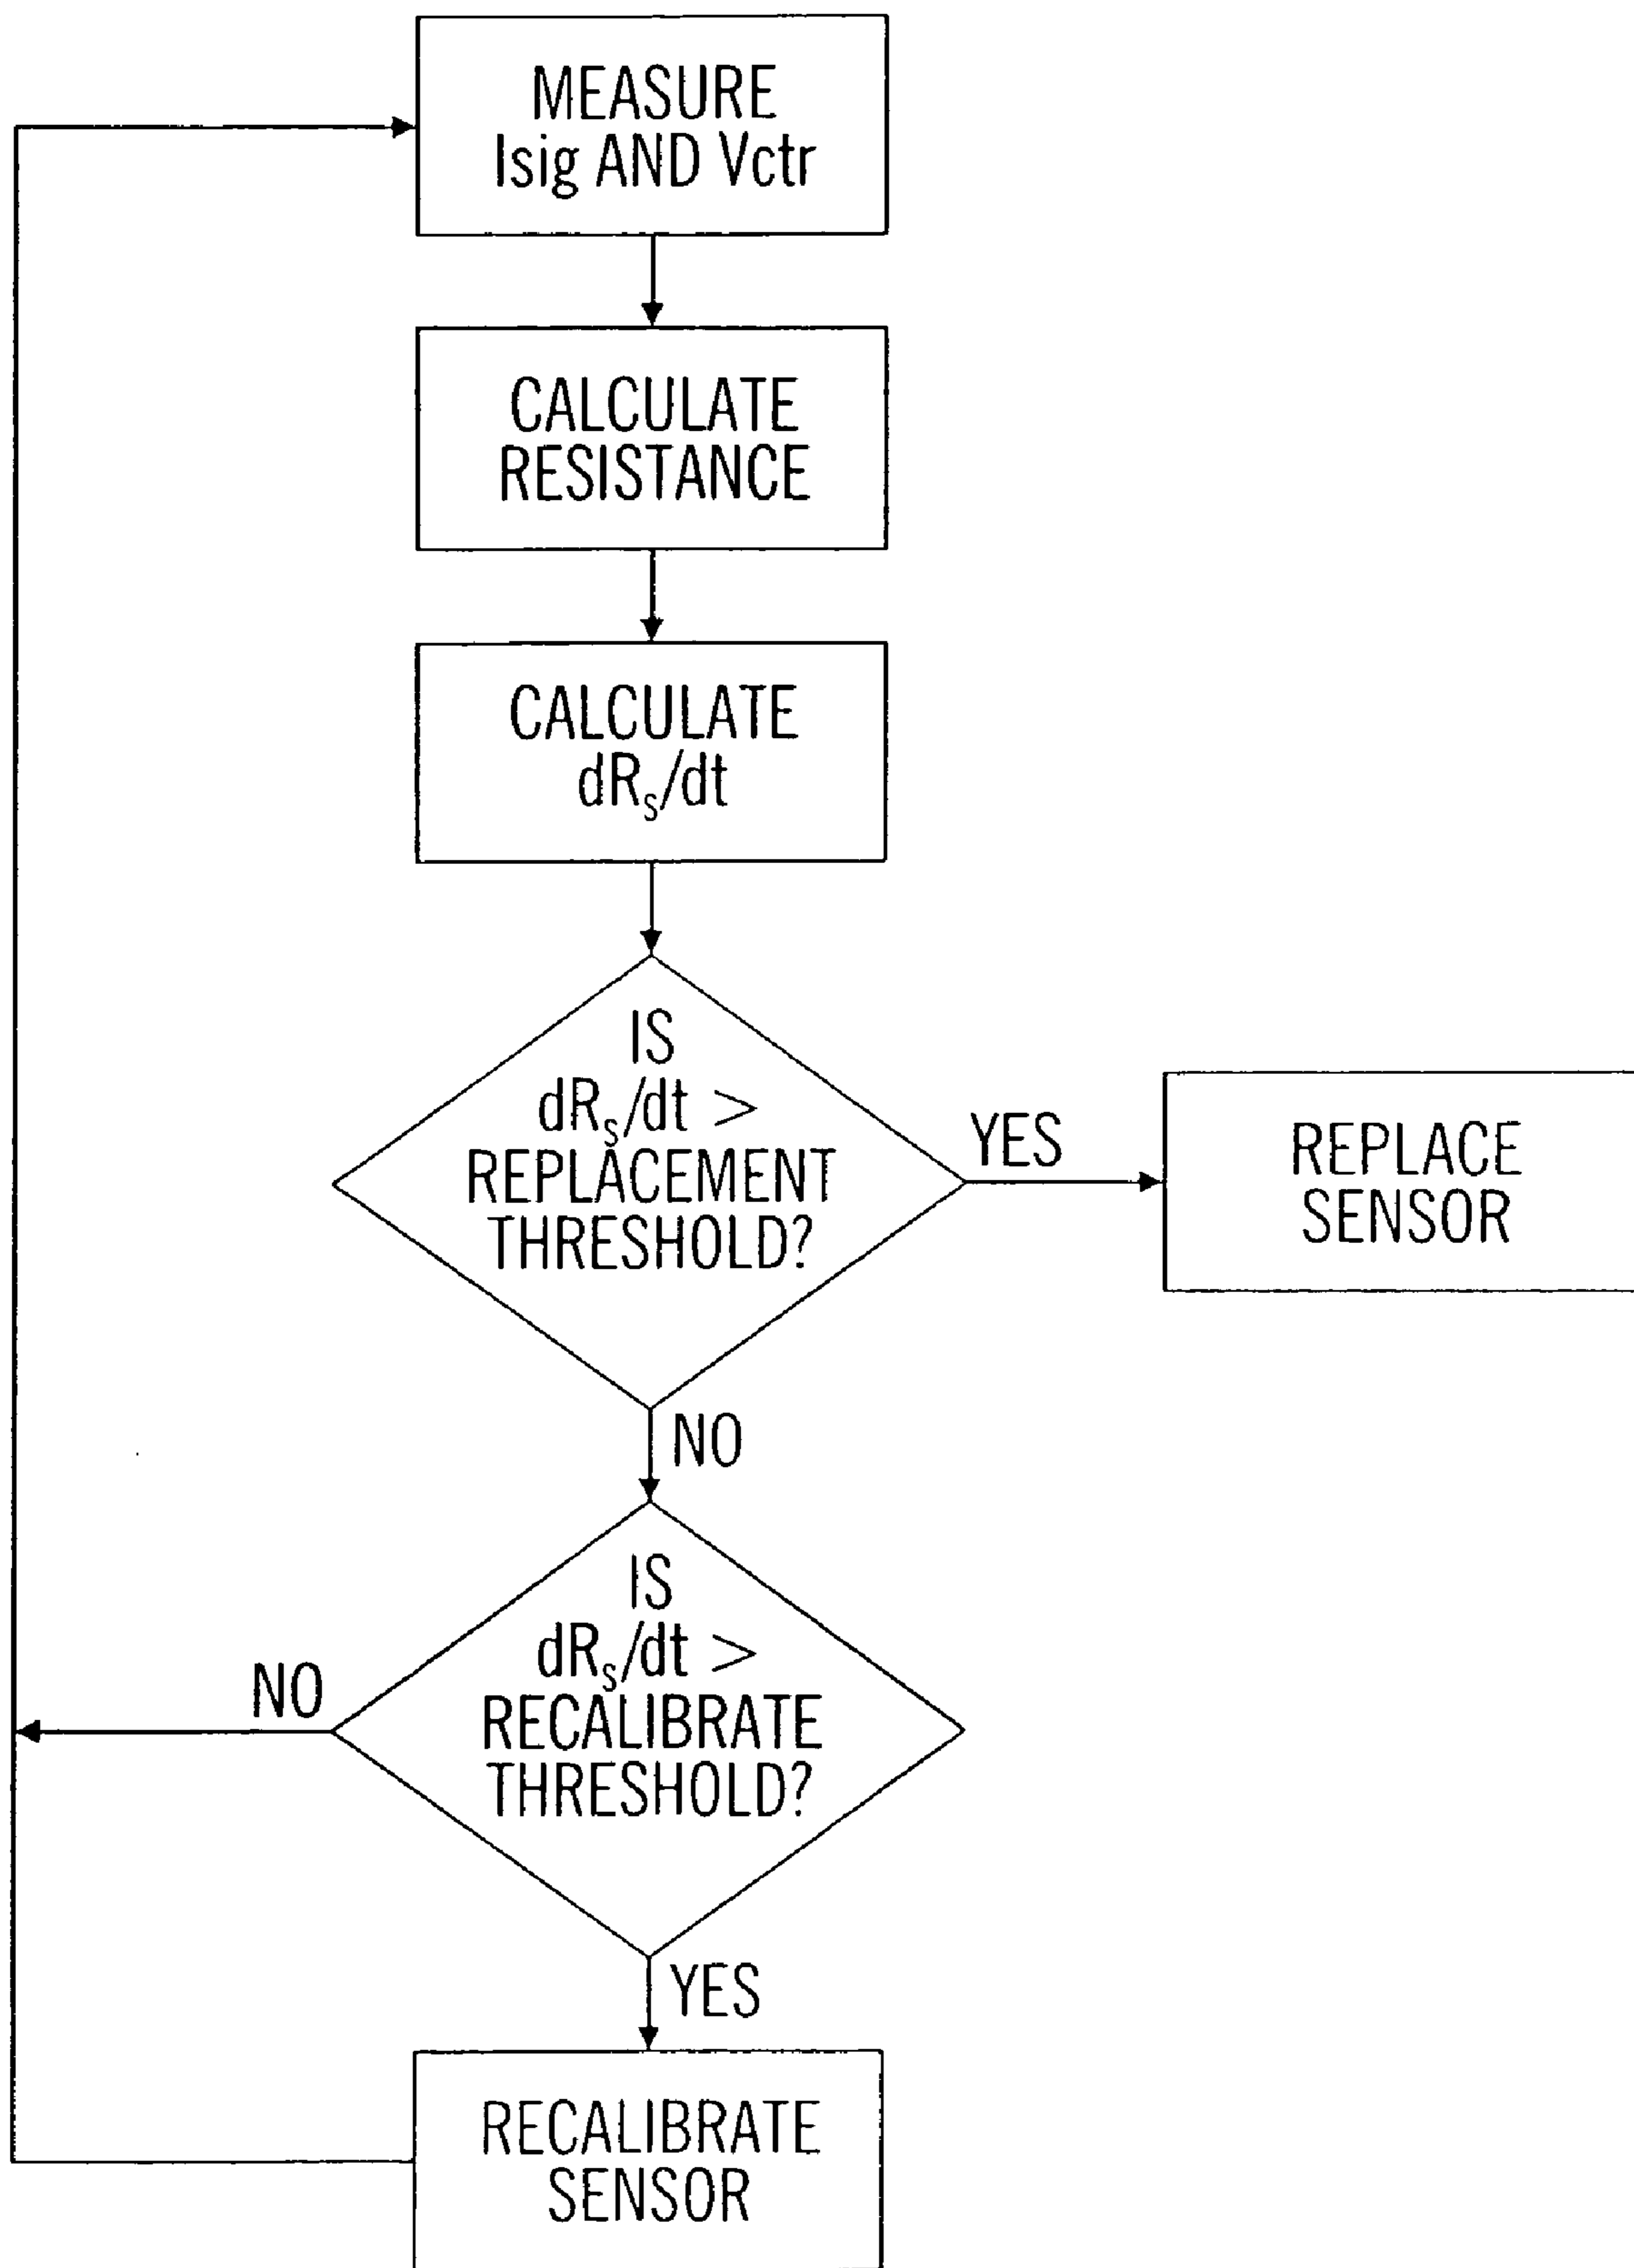 MEASURE
Isig AND Vctr
CALCULATE
RESISTANCE
CALCULATE
dRs/dt
IS
dRs/dt >
REPLACEMENT
THRESHOLD?
YES
REPLACE
SENSOR
NO
IS
dRs/dt >
RECALIBRATE
THRESHOLD?
NO
YES
RECALIBRATE
SENSOR